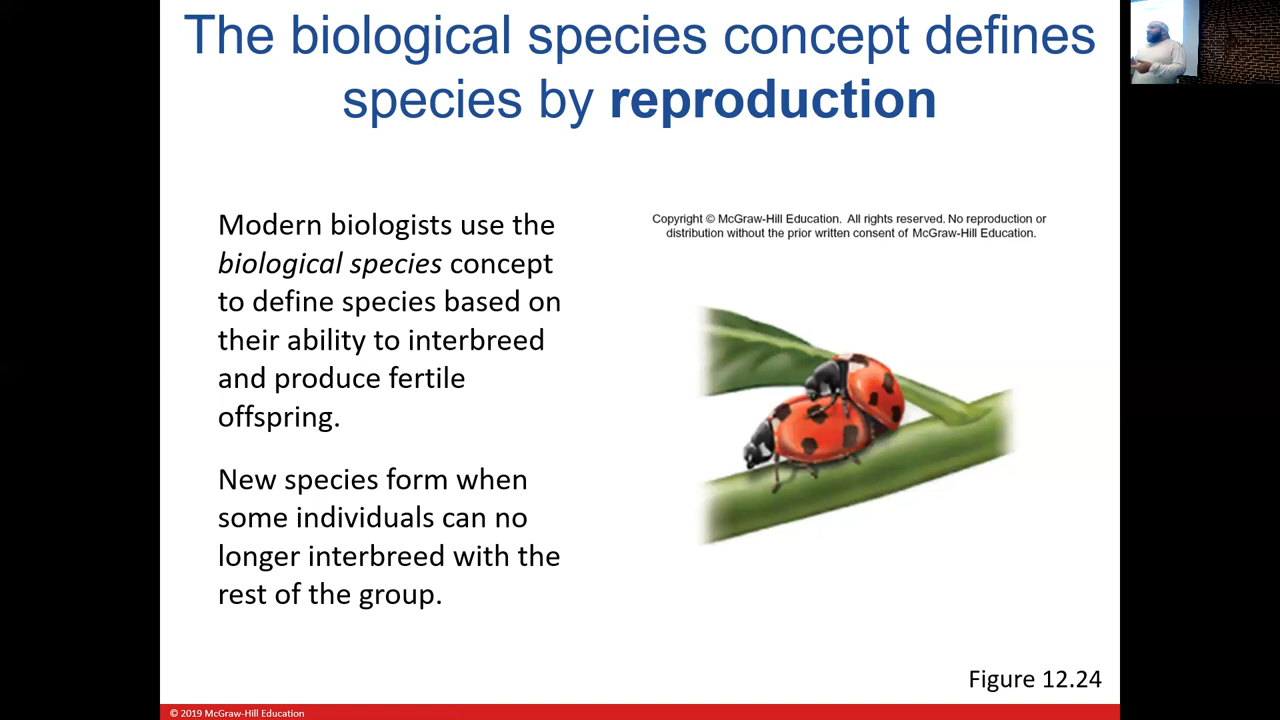 The biological species concept defines
species by reproduction
Modern biologists use the
biological species concept
to define species based on
their ability to interbreed
and produce fertile
offspring.
New species form when
some individuals can no
longer interbreed with the
rest of the group.
Copyright © McGraw-Hill Education. All rights reserved. No reproduction or
distribution without the prior written consent of McGraw-Hill Education.
Figure 12.24
© 2019 McGraw-Hill Education